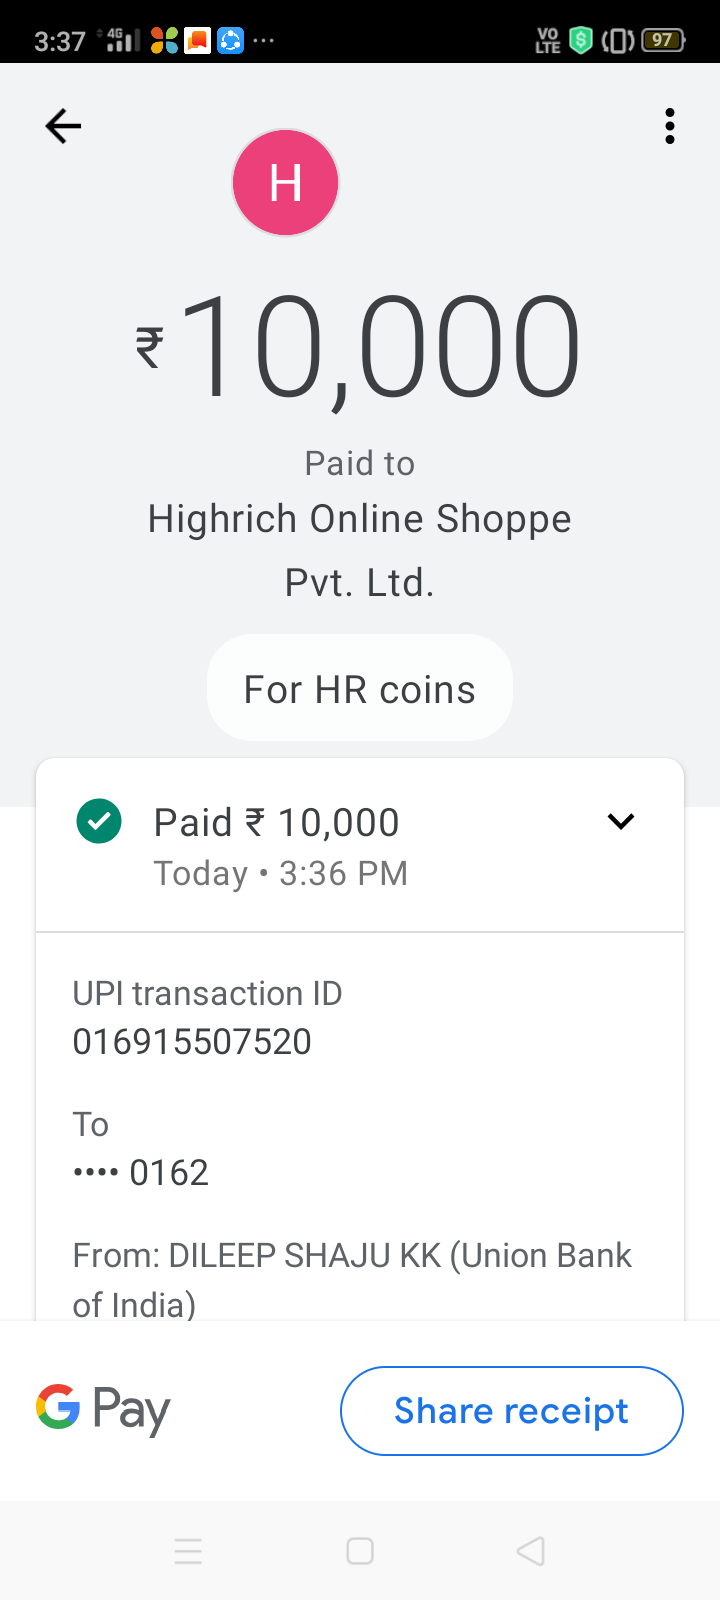 3:37 4G VO LTE 97
H
₹10,000
Paid to
Highrich Online Shoppe
Pvt. Ltd.
For HR coins
Paid ₹ 10,000
Today • 3:36 PM
UPI transaction ID
016915507520
To
•••• 0162
From: DILEEP SHAJU KK (Union Bank
of India)
G Pay Share receipt